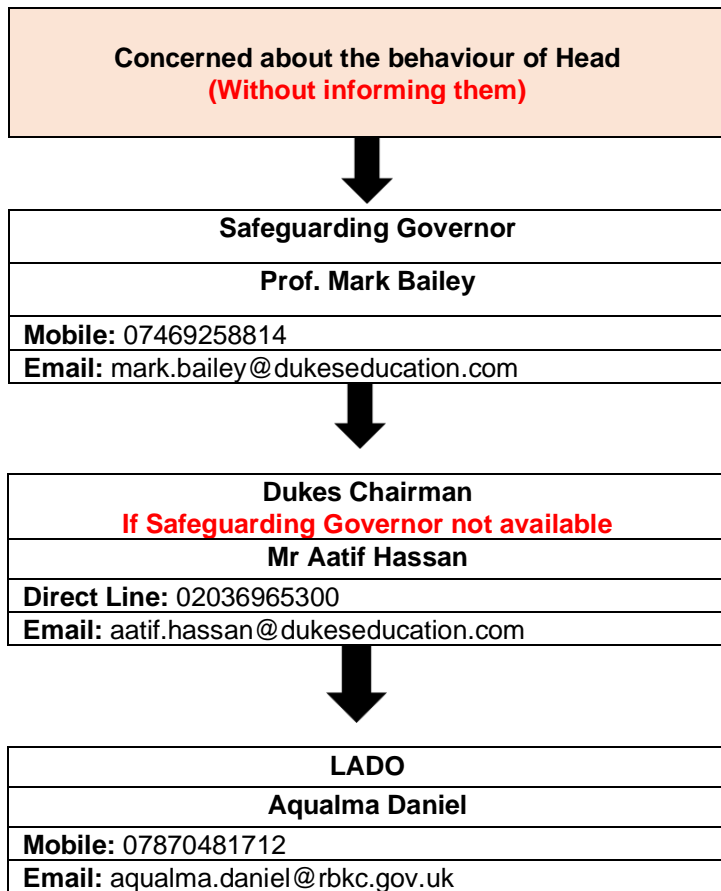 Concerned about the behaviour of Head
(Without informing them)
Safeguarding Governor
Prof. Mark Bailey
Mobile: 07469258814
Email: mark.bailey@dukeseducation.com
Dukes Chairman
If Safeguarding Governor not available
Mr Aatif Hassan
Direct Line: 02036965300
Email: aatif.hassan@dukeseducation.com
LADO
Aqualma Daniel
Mobile: 07870481712
Email: aqualma.daniel@rbkc.gov.uk